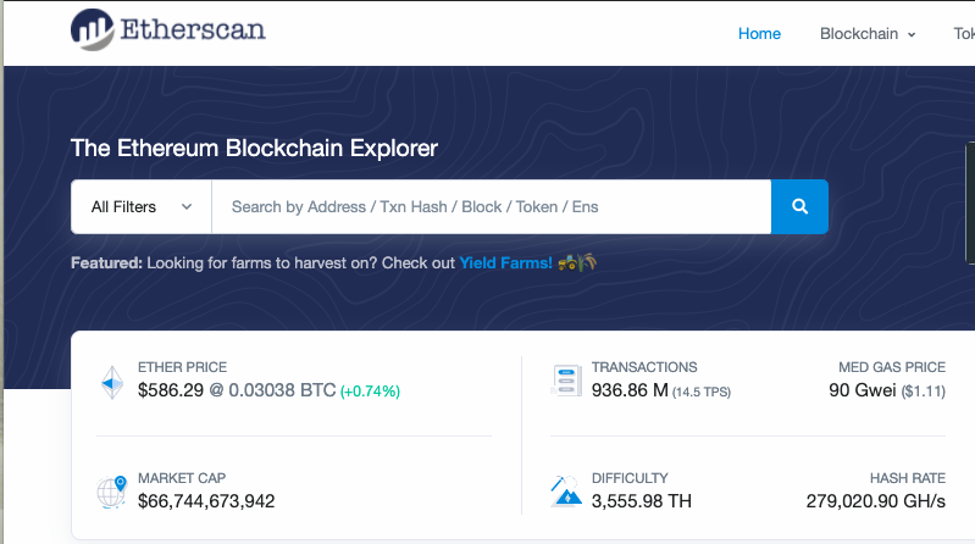 Etherscan
Home Blockchain
The Ethereum Blockchain Explorer
All Filters Search by Address / Txn Hash / Block / Token / Ens
Featured: Looking for farms to harvest on? Check out Yield Farms!
ETHER PRICE
$586.29 @ 0.03038 BTC (+0.74%)
TRANSACTIONS
936.86 M (14.5 TPS)
MED GAS PRICE
90 Gwei ($1.11)
MARKET CAP
$66,744,673,942
DIFFICULTY
3,555.98 TH
HASH RATE
279,020.90 GH/s